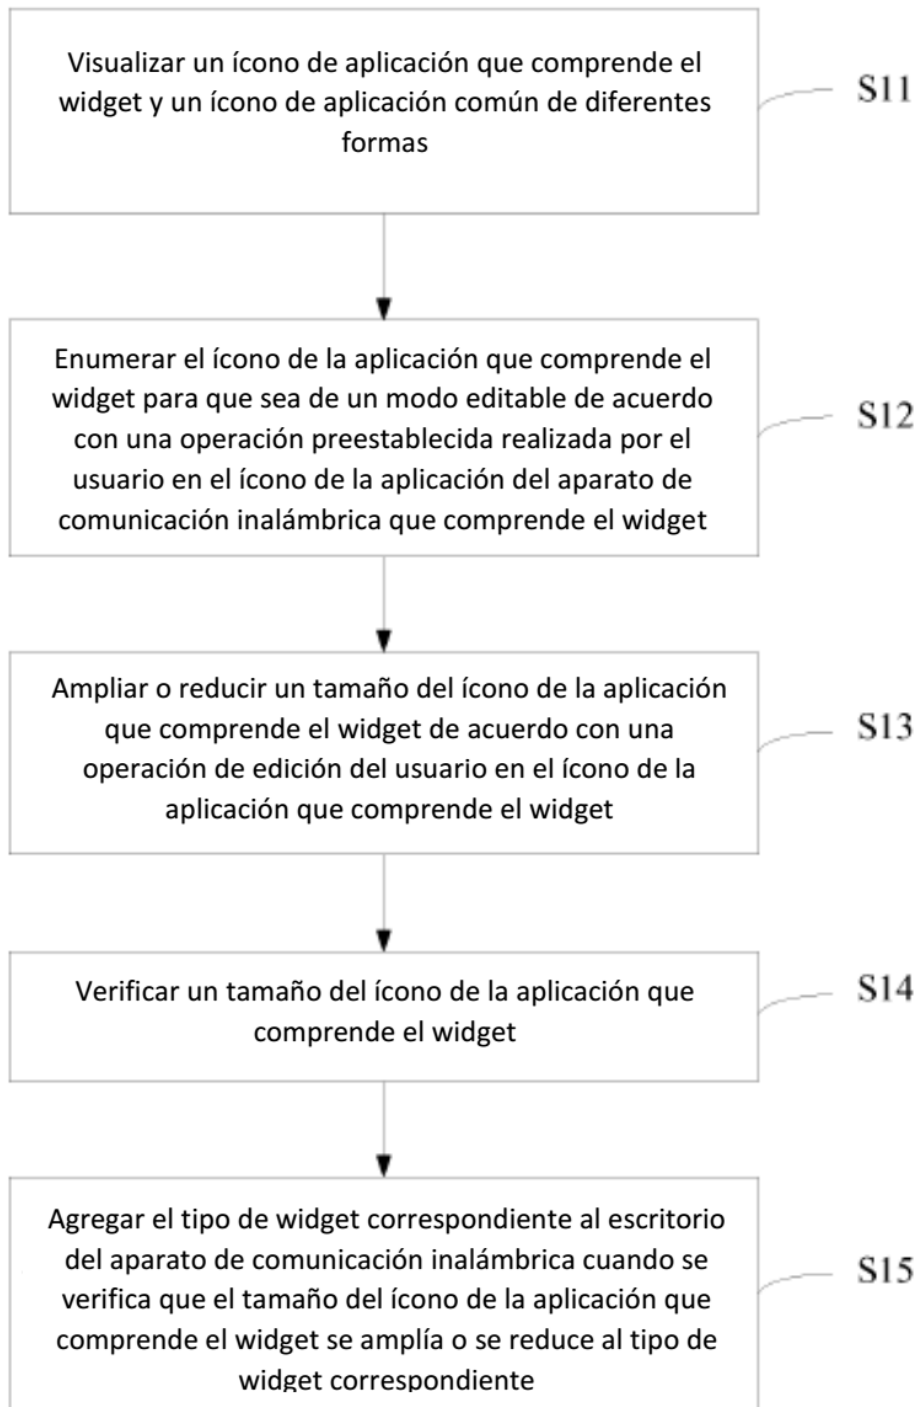 Visualizar un ícono de aplicación que comprende el
widget y un ícono de aplicación común de diferentes
formas
S11
Enumerar el ícono de la aplicación que comprende el
widget para que sea de un modo editable de acuerdo
con una operación preestablecida realizada por el
usuario en el ícono de la aplicación del aparato de
comunicación inalámbrica que comprende el widget
S12
Ampliar o reducir un tamaño del ícono de la aplicación
que comprende el widget de acuerdo con una
operación de edición del usuario en el ícono de la
aplicación que comprende el widget
S13
Verificar un tamaño del ícono de la aplicación que
comprende el widget
S14
Agregar el tipo de widget correspondiente al escritorio
del aparato de comunicación inalámbrica cuando se
verifica que el tamaño del ícono de la aplicación que
comprende el widget se amplía o se reduce al tipo de
widget correspondiente
S15